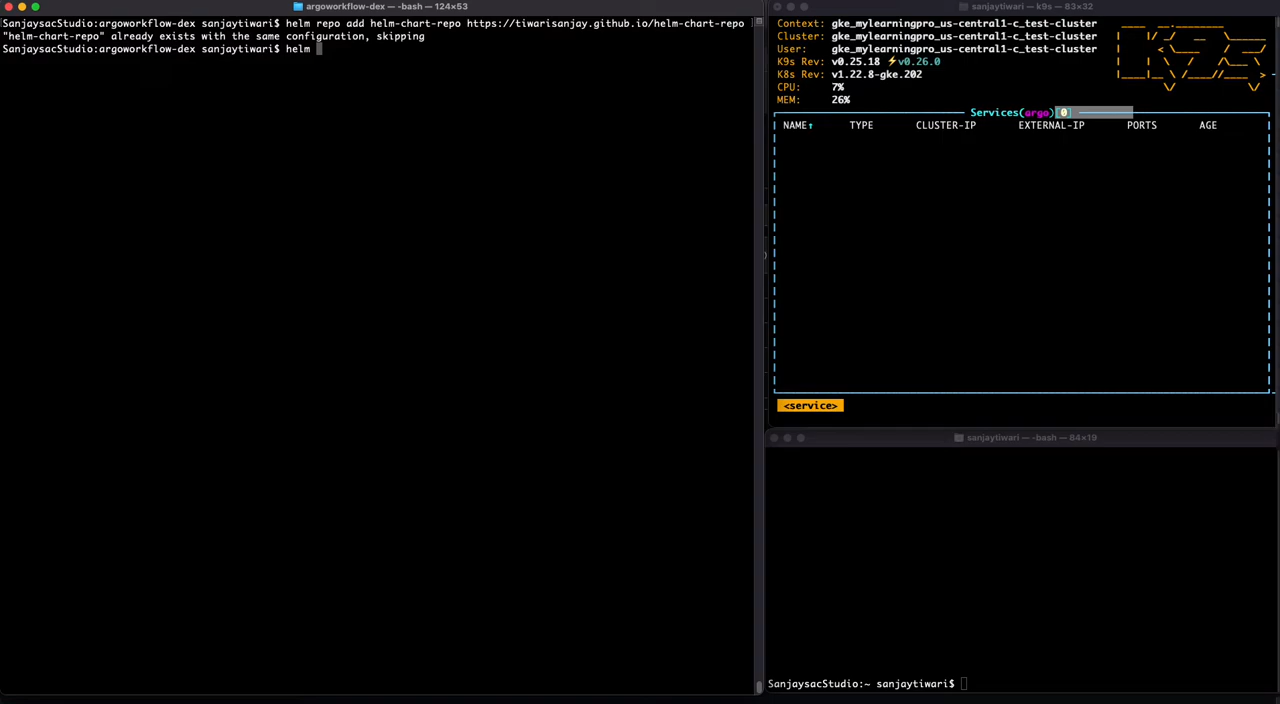 argoworkflow-dex — -bash — 124×53
SanjaysacStudio:argoworkflow-dex sanjaytiwari$ helm repo add helm-chart-repo https://tiwarisanjay.github.io/helm-chart-repo
"helm-chart-repo" already exists with the same configuration, skipping
SanjaysacStudio:argoworkflow-dex sanjaytiwari$ helm
sanjaytiwari — k9s — 83×32
Context: gke_mylearningpro_us-central1-c_test-cluster
Cluster: gke_mylearningpro_us-central1-c_test-cluster
User: gke_mylearningpro_us-central1-c_test-cluster
K9s Rev: v0.25.18 ⚡v0.26.0
K8s Rev: v1.22.8-gke.202
CPU: 7%
MEM: 26%
Services(argo)[0]
NAME↑ TYPE CLUSTER-IP EXTERNAL-IP PORTS AGE
<service>
sanjaytiwari — -bash — 84×19
SanjaysacStudio:~ sanjaytiwari$